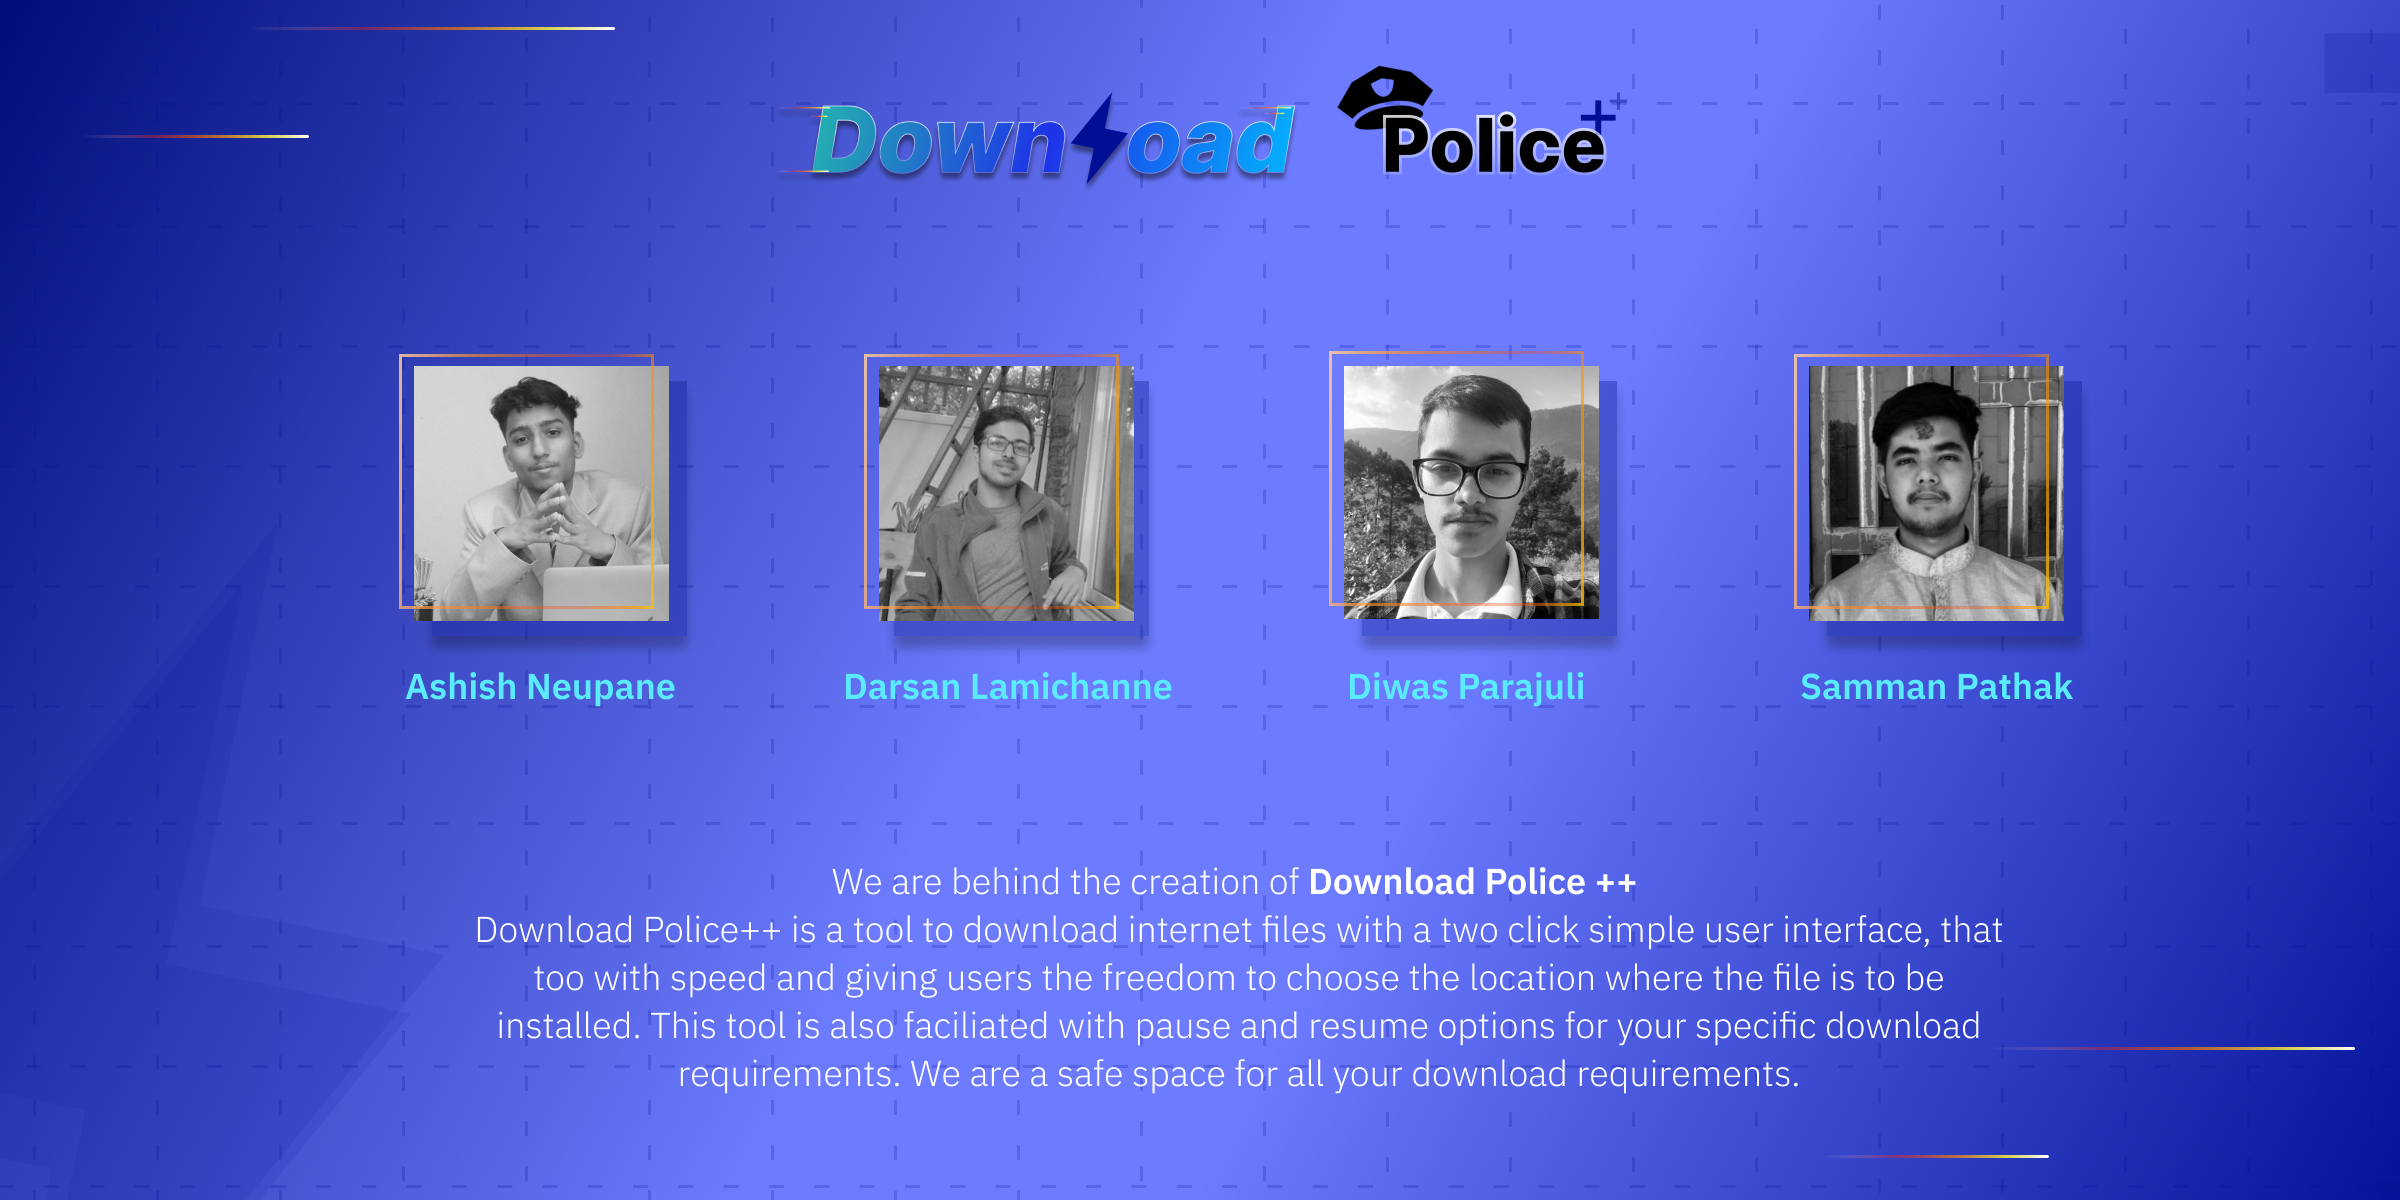 Download Police++
Ashish Neupane
Darsan Lamichanne
Diwas Parajuli
Samman Pathak
We are behind the creation of Download Police ++
Download Police++ is a tool to download internet files with a two click simple user interface, that
too with speed and giving users the freedom to choose the location where the file is to be
installed. This tool is also faciliated with pause and resume options for your specific download
requirements. We are a safe space for all your download requirements.